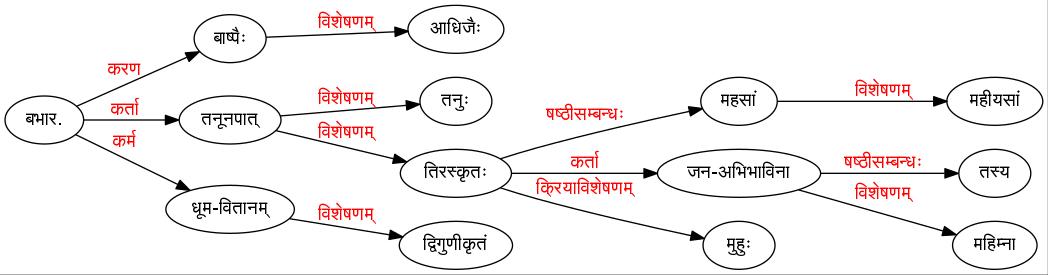 बभार.
करण
कर्ता
कर्म
बाष्पैः
विशेषणम्
आधिजैः
तनूनपात्
विशेषणम्
तनुः
विशेषणम्
तिरस्कृतः
षष्ठीसम्बन्धः
महसां
विशेषणम्
महीयसां
कर्ता
जन-अभिभाविना
षष्ठीसम्बन्धः
तस्य
विशेषणम्
महिम्ना
क्रियाविशेषणम्
मुहुः
धूम-वितानम्
विशेषणम्
द्विगुणीकृतं